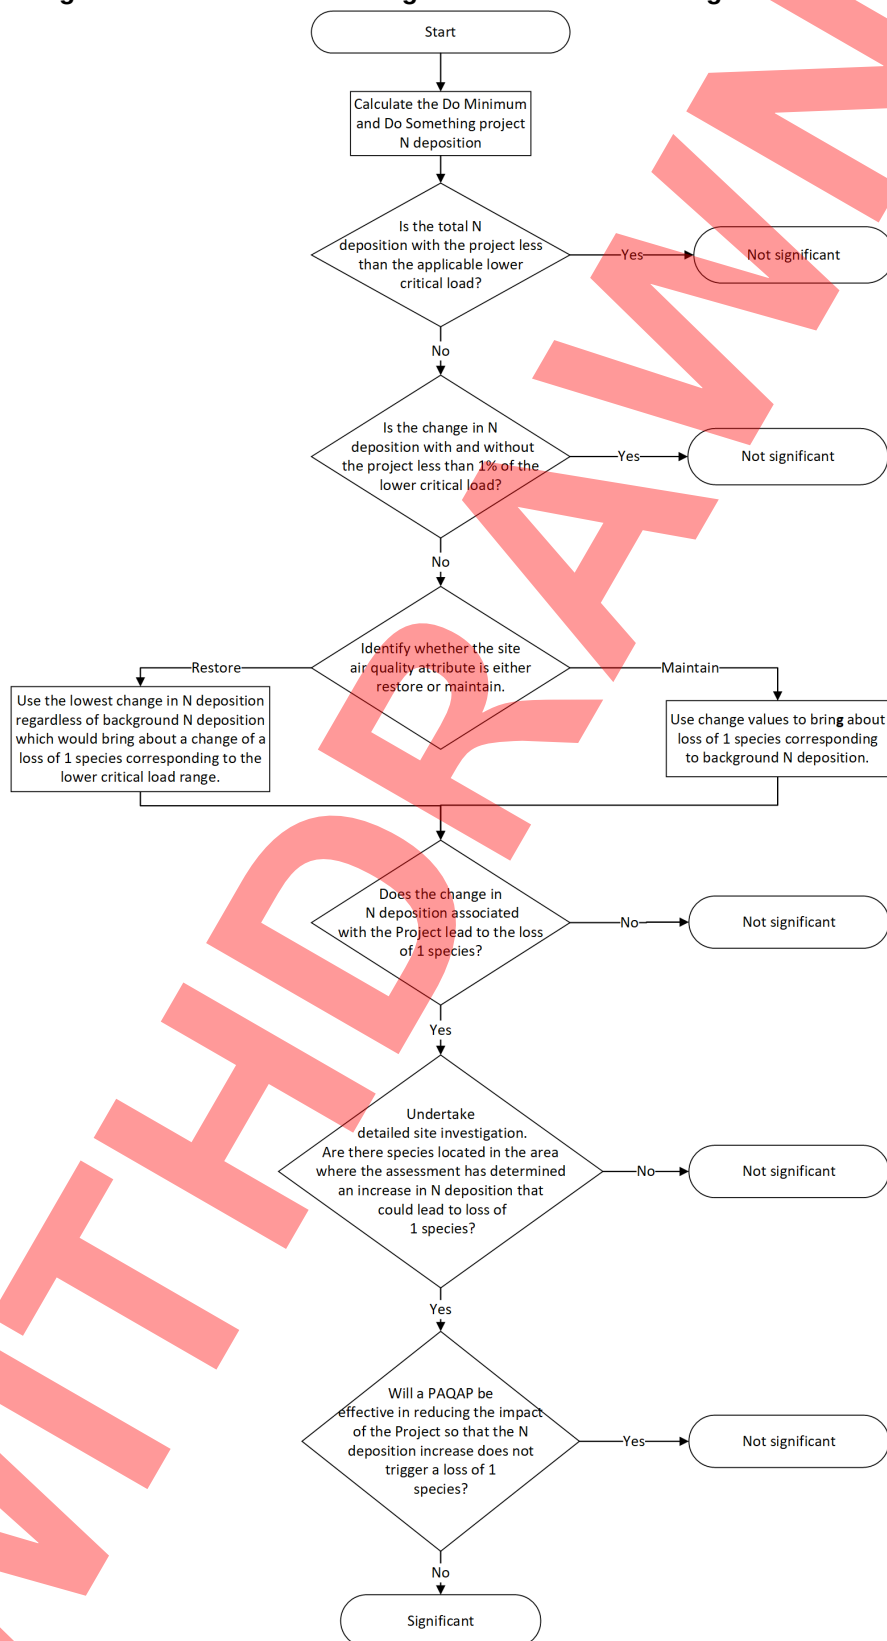 Start
Calculate the Do Minimum
and Do Something project
N deposition
Is the total N
deposition with the project less
than the applicable lower
critical load?
Yes
Not significant
No
Is the change in N
deposition with and without
the project less than 1% of the
lower critical load?
Yes
Not significant
No
Identify whether the site
air quality attribute is either
restore or maintain.
Restore
Maintain
Use the lowest change in N deposition
regardless of background N deposition
which would bring about a change of a
loss of 1 species corresponding to the
lower critical load range.
Use change values to bring about
loss of 1 species corresponding
to background N deposition.
Does the change in
N deposition associated
with the Project lead to the loss
of 1 species?
No
Not significant
Yes
Undertake
detailed site investigation.
Are there species located in the area
where the assessment has determined
an increase in N deposition that
could lead to loss of
1 species?
No
Not significant
Yes
Will a PAQAP be
effective in reducing the impact
of the Project so that the N
deposition increase does not
trigger a loss of 1
species?
Yes
Not significant
No
Significant
WITHDRAWN